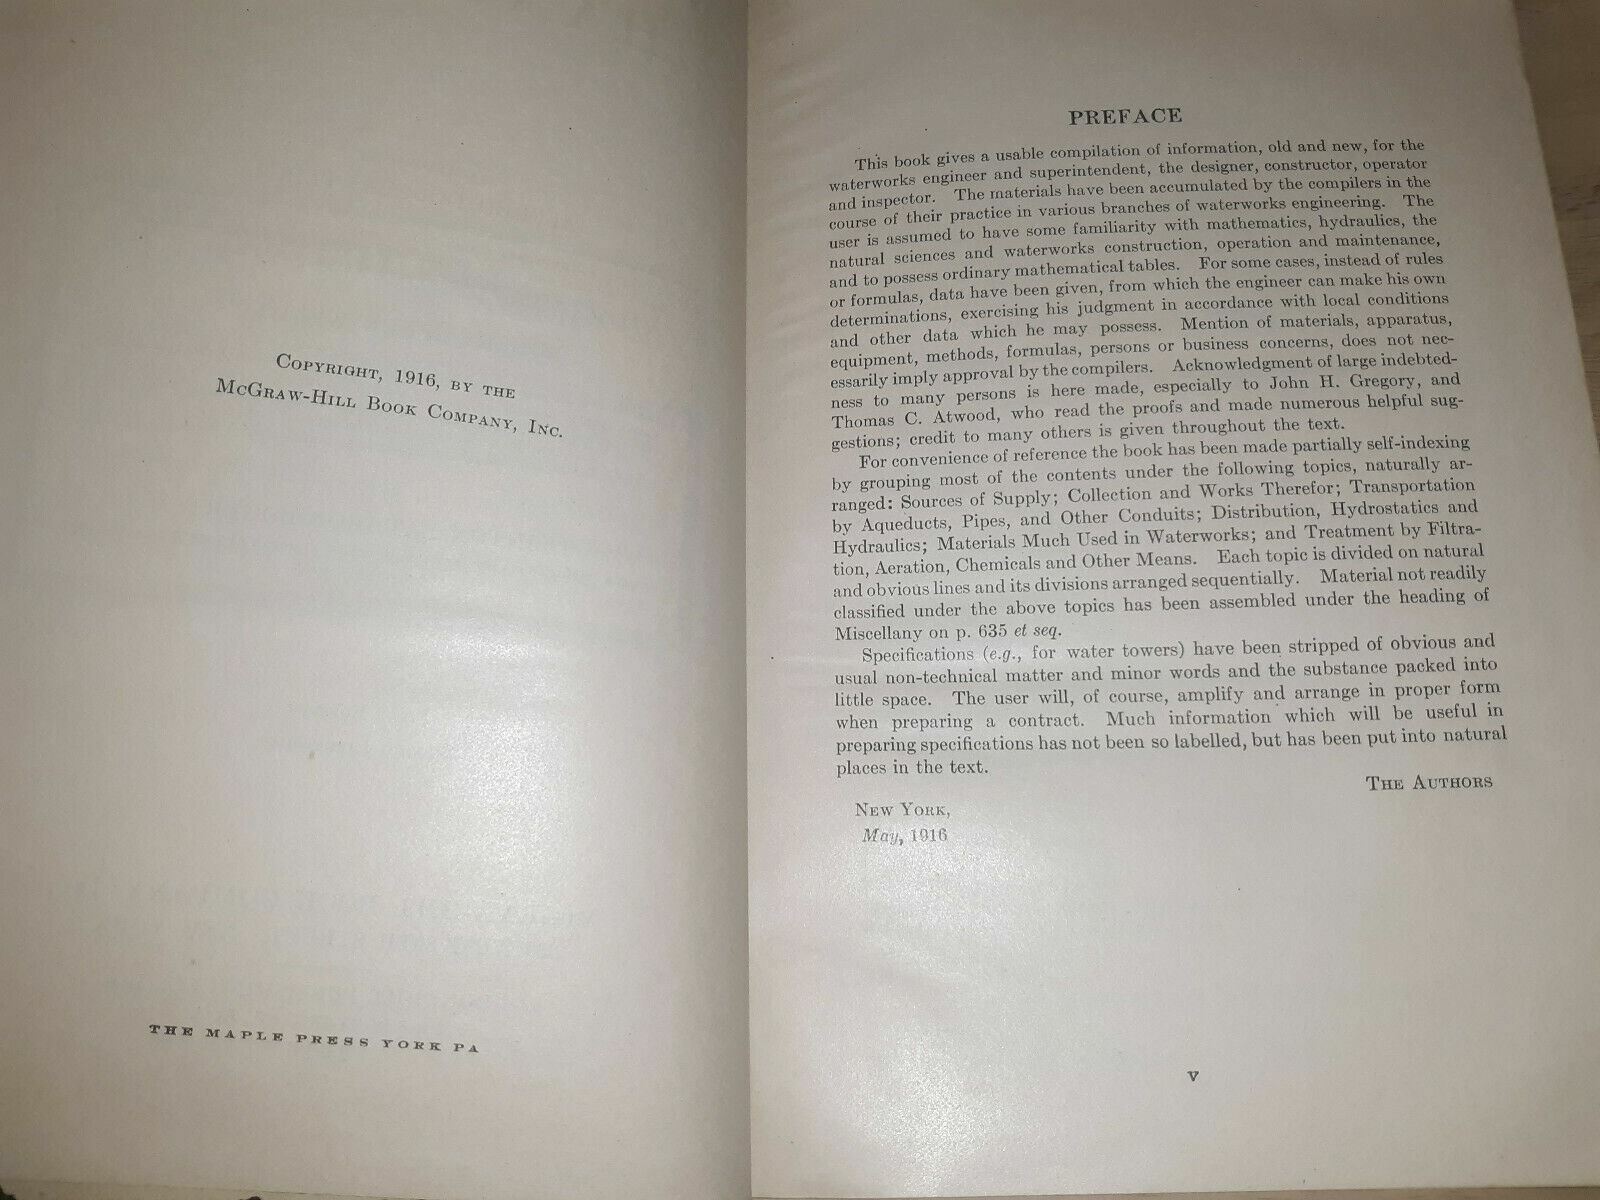 COPYRIGHT, 1916, BY THE
MCGRAW-HILL BOOK COMPANY, INC.
THE MAPLE PRESS YORK PA
PREFACE
This book gives a usable compilation of information, old and new, for the
waterworks engineer and superintendent, the designer, constructor, operator
and inspector. The materials have been accumulated by the compilers in the
course of their practice in various branches of waterworks engineering. The
user is assumed to have some familiarity with mathematics, hydraulics, the
natural sciences and waterworks construction, operation and maintenance,
and to possess ordinary mathematical tables. For some cases, instead of rules
or formulas, data have been given, from which the engineer can make his own
determinations, exercising his judgment in accordance with local conditions
and other data which he may possess. Mention of materials, apparatus,
equipment, methods, formulas, persons or business concerns, does not nec-
essarily imply approval by the compilers. Acknowledgment of large indebted-
ness to many persons is here made, especially to John H. Gregory, and
Thomas C. Atwood, who read the proofs and made numerous helpful sug-
gestions; credit to many others is given throughout the text.
For convenience of reference the book has been made partially self-indexing
by grouping most of the contents under the following topics, naturally ar-
ranged: Sources of Supply; Collection and Works Therefor; Transportation
by Aqueducts, Pipes, and Other Conduits; Distribution, Hydrostatics and
Hydraulics; Materials Much Used in Waterworks; and Treatment by Filtra-
tion, Aeration, Chemicals and Other Means. Each topic is divided on natural
and obvious lines and its divisions arranged sequentially. Material not readily
classified under the above topics has been assembled under the heading of
Miscellany on p. 635 et seq.
Specifications (e.g., for water towers) have been stripped of obvious and
usual non-technical matter and minor words and the substance packed into
little space. The user will, of course, amplify and arrange in proper form
when preparing a contract. Much information which will be useful in
preparing specifications has not been so labelled, but has been put into natural
places in the text.
THE AUTHORS
NEW YORK,
May, 1916
v